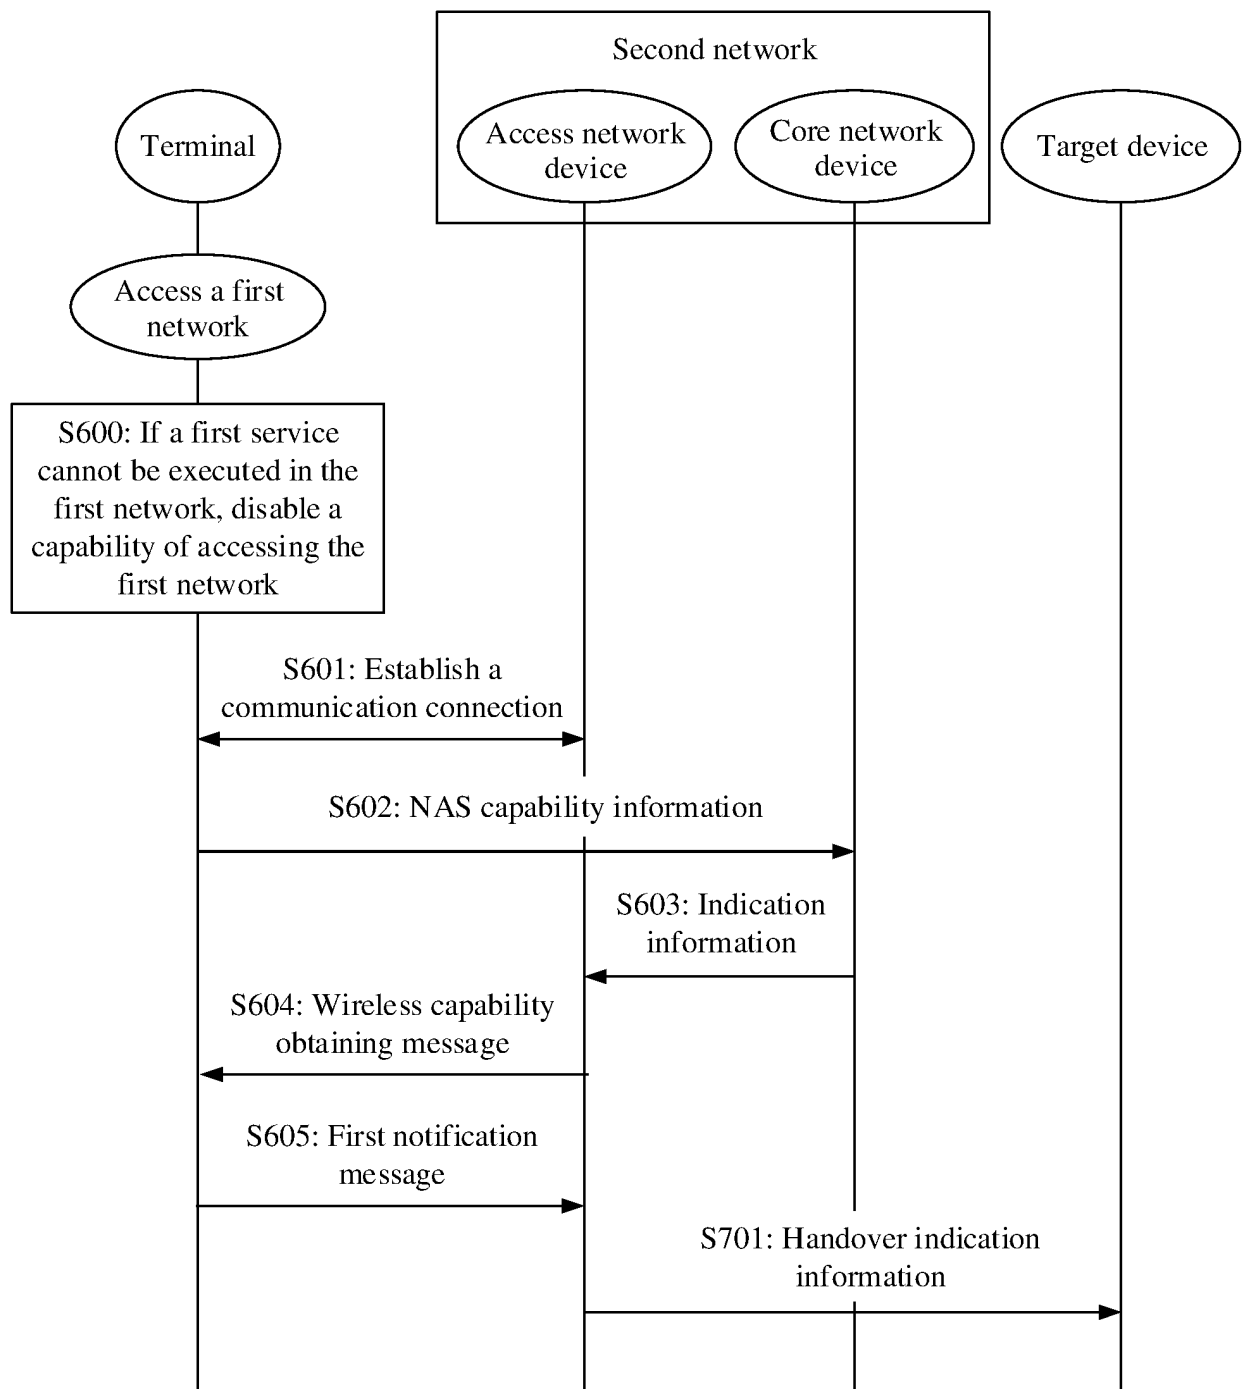 Second network
Terminal
Access network
device
Core network
device
Target device
Access a first
network
S600: If a first service
cannot be executed in the
first network, disable a
capability of accessing the
first network
S601: Establish a
communication connection
S602: NAS capability information
S603: Indication
information
S604: Wireless capability
obtaining message
S605: First notification
message
S701: Handover indication
information